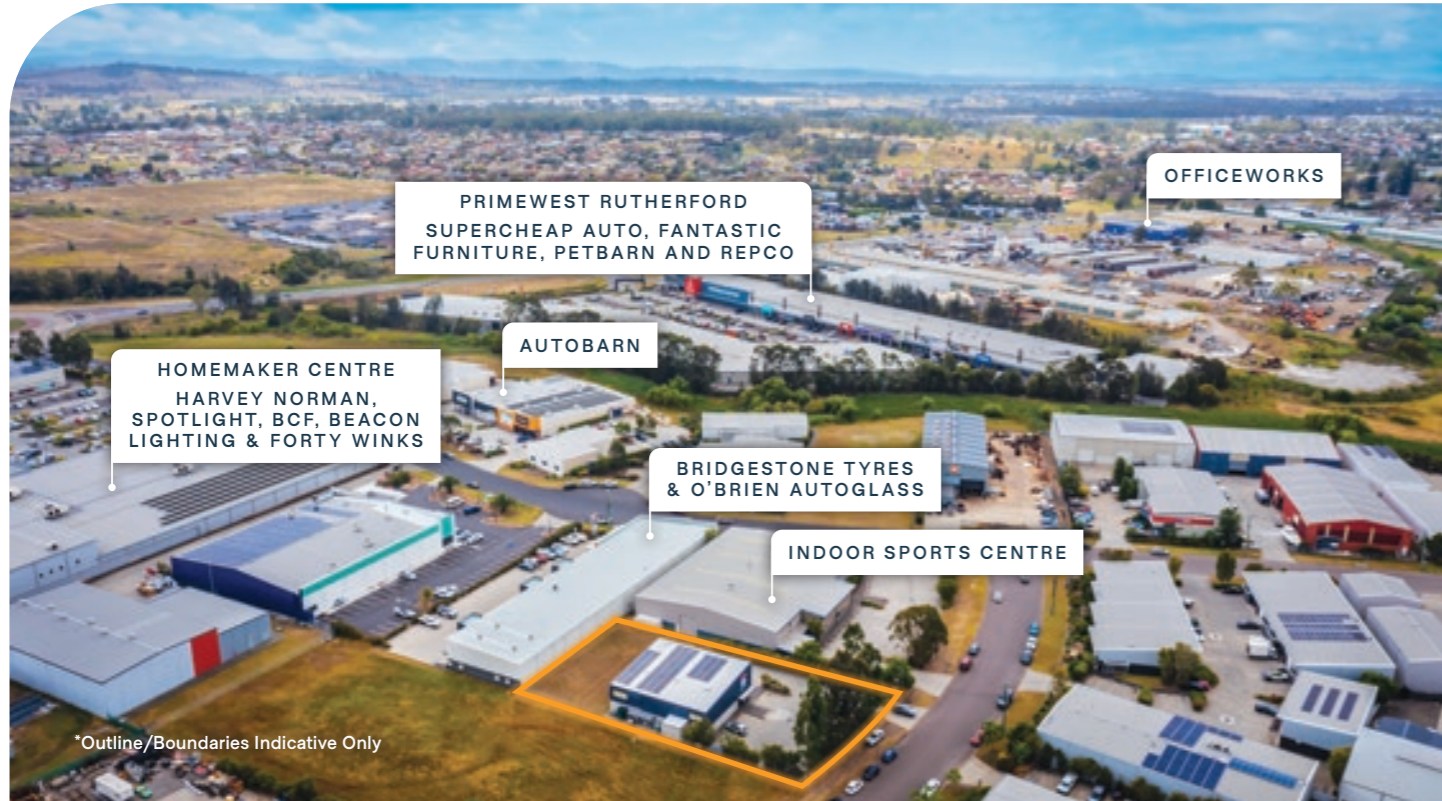 OFFICEWORKS
PRIMEWEST RUTHERFORD
SUPERCHEAP AUTO, FANTASTIC
FURNITURE, PETBARN AND REPCO
AUTOBARN
HOMEMAKER CENTRE
HARVEY NORMAN,
SPOTLIGHT, BCF, BEACON
LIGHTING & FORTY WINKS
BRIDGESTONE TYRES
& O'BRIEN AUTOGLASS
INDOOR SPORTS CENTRE
*Outline/Boundaries Indicative Only